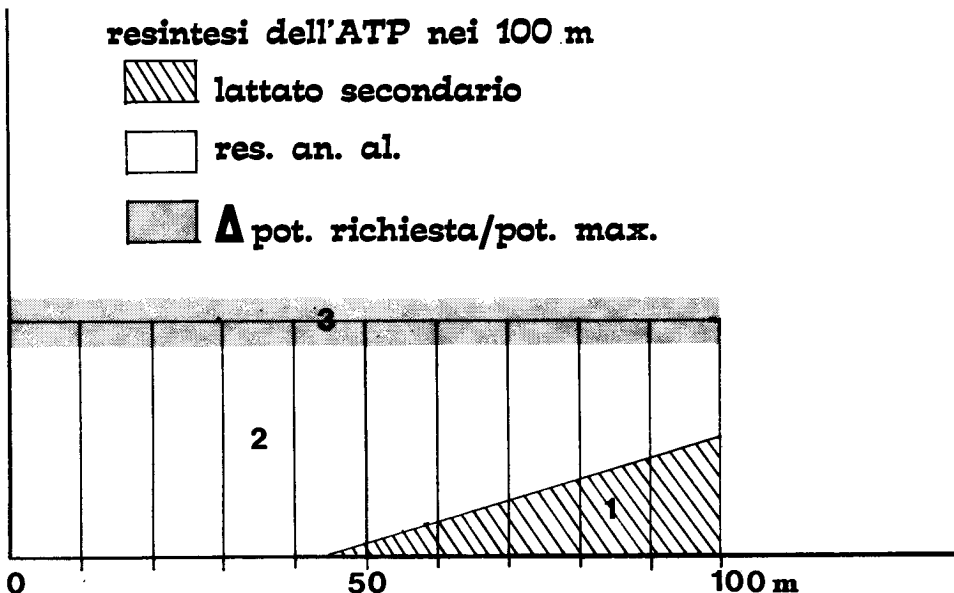 resintesi dell'ATP nei 100 m
lattato secondario
res. an. al.
Δ pot. richiesta/pot. max.
3
2
1
0 50 100 m